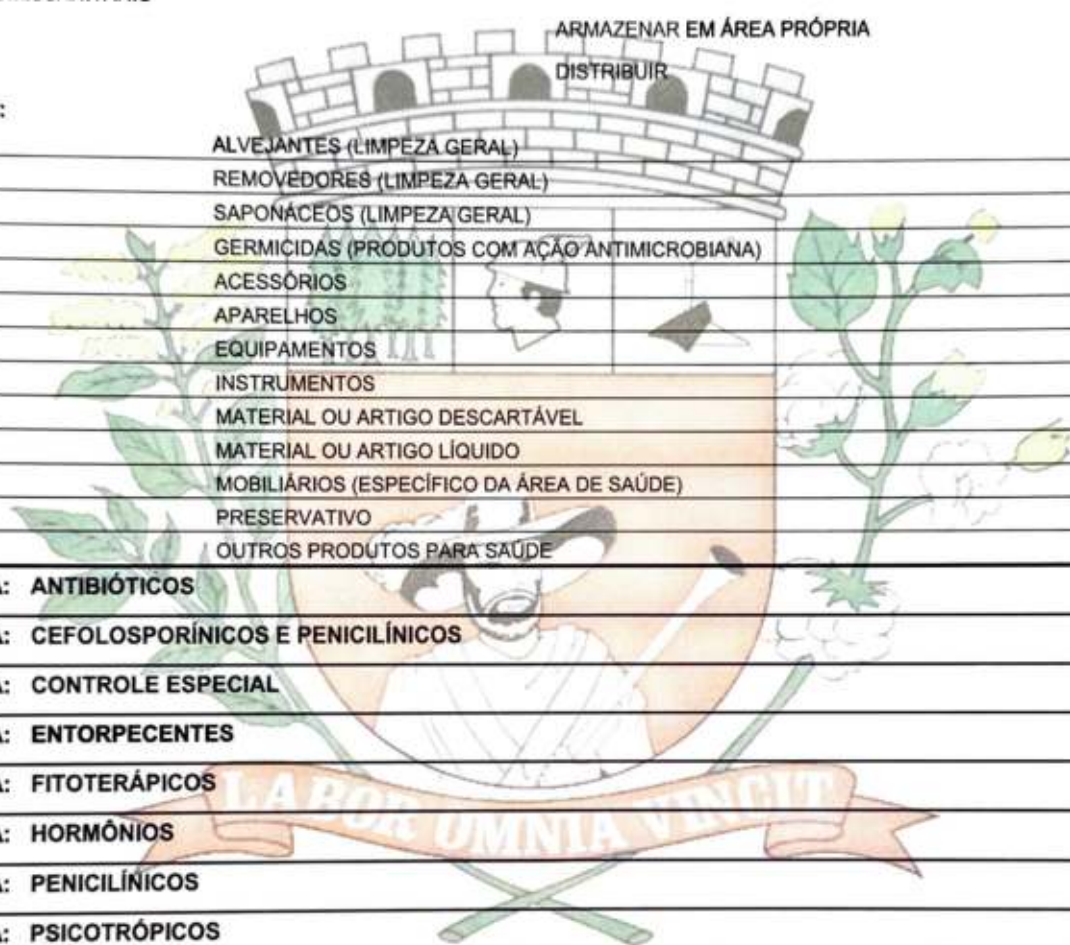 ARMAZENAR EM ÁREA PRÓPRIA
DISTRIBUIR
:
ALVEJANTES (LIMPEZA GERAL)
REMOVEDORES (LIMPEZA GERAL)
SAPONÁCEOS (LIMPEZA GERAL)
GERMICIDAS (PRODUTOS COM AÇÃO ANTIMICROBIANA)
ACESSÓRIOS
APARELHOS
EQUIPAMENTOS
INSTRUMENTOS
MATERIAL OU ARTIGO DESCARTÁVEL
MATERIAL OU ARTIGO LÍQUIDO
MOBILIÁRIOS (ESPECÍFICO DA ÁREA DE SAÚDE)
PRESERVATIVO
OUTROS PRODUTOS PARA SAÚDE
A: ANTIBIÓTICOS
A: CEFOLOSPORÍNICOS E PENICILÍNICOS
A: CONTROLE ESPECIAL
A: ENTORPECENTES
A: FITOTERÁPICOS
LABOR OMNIA VINCIT
A: HORMÔNIOS
A: PENICILÍNICOS
A: PSICOTRÓPICOS